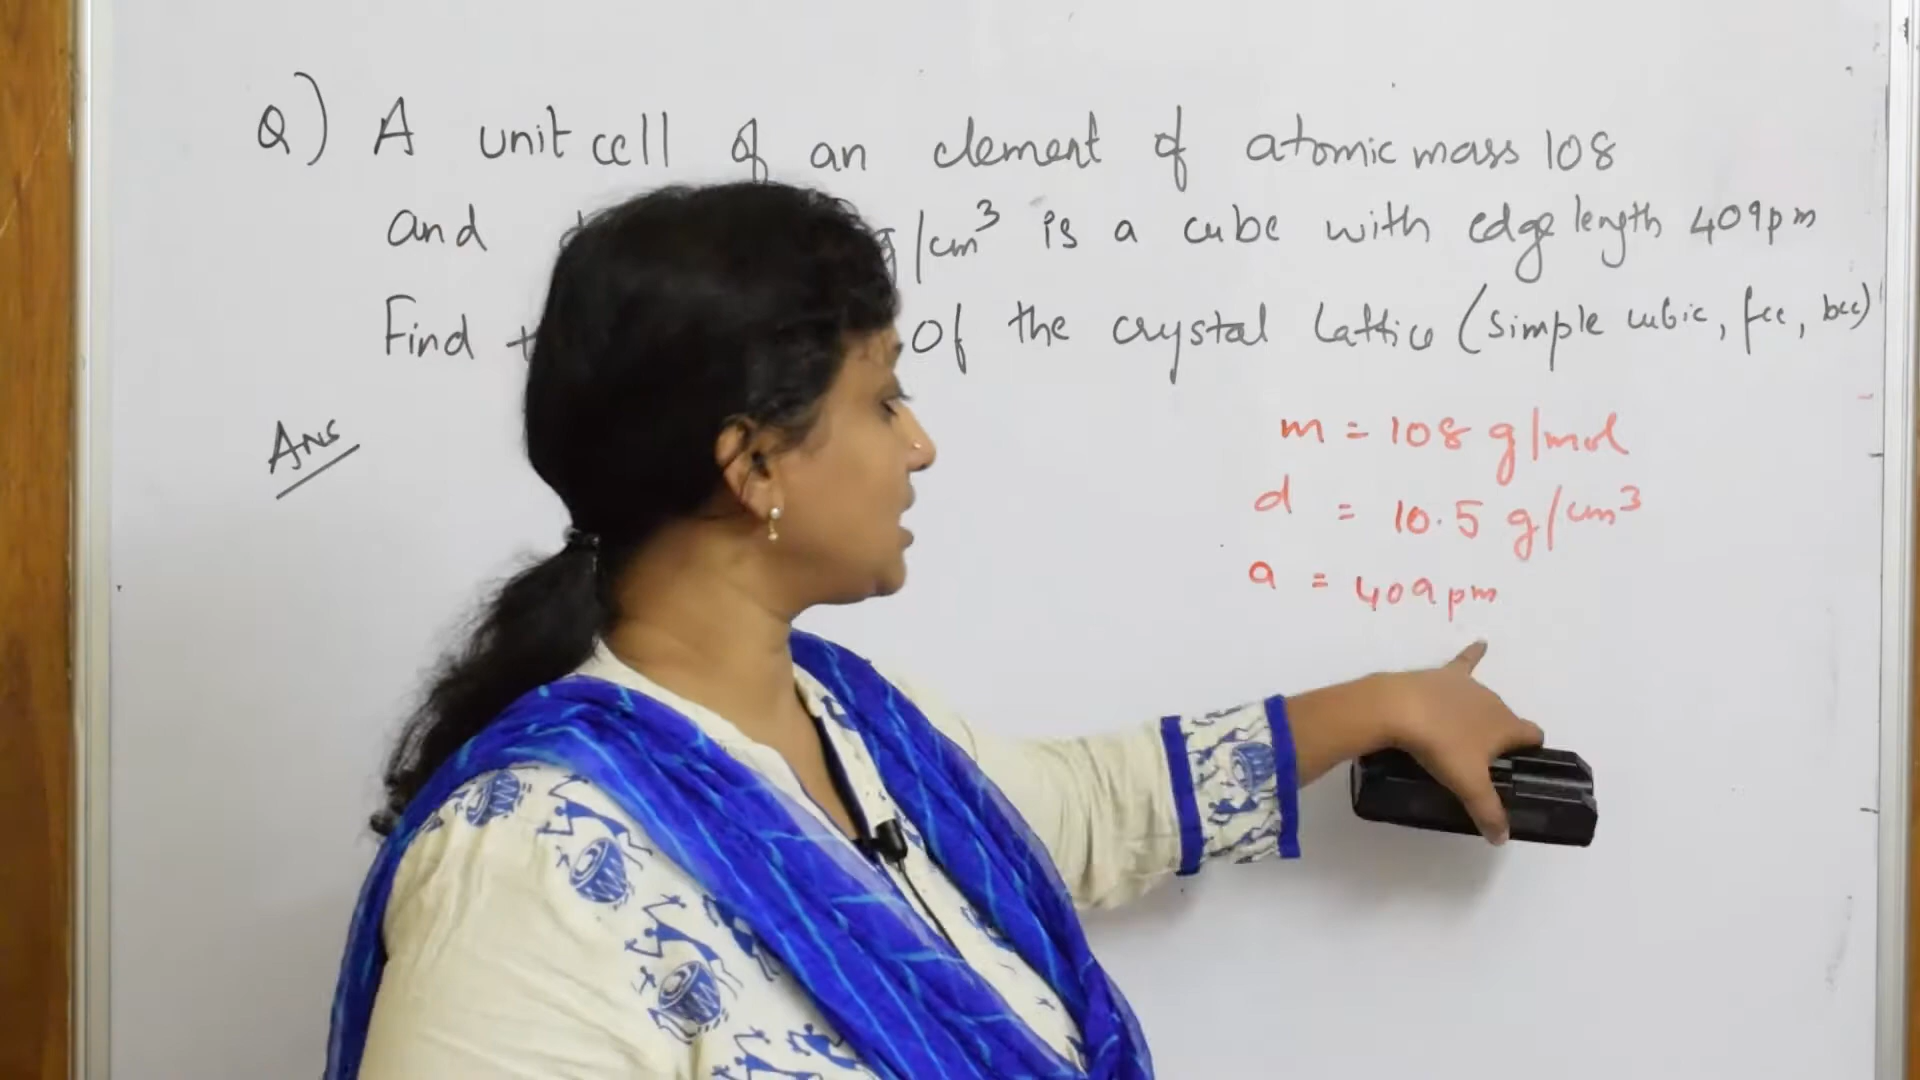 Q) A unit cell of an element of atomic mass 108
and g/cm³ is a cube with edge length 409pm
Find of the crystal lattice (simple cubic, fcc, bcc)
Ans
m = 108 g/mol
d = 10.5 g/cm³
a = 409pm